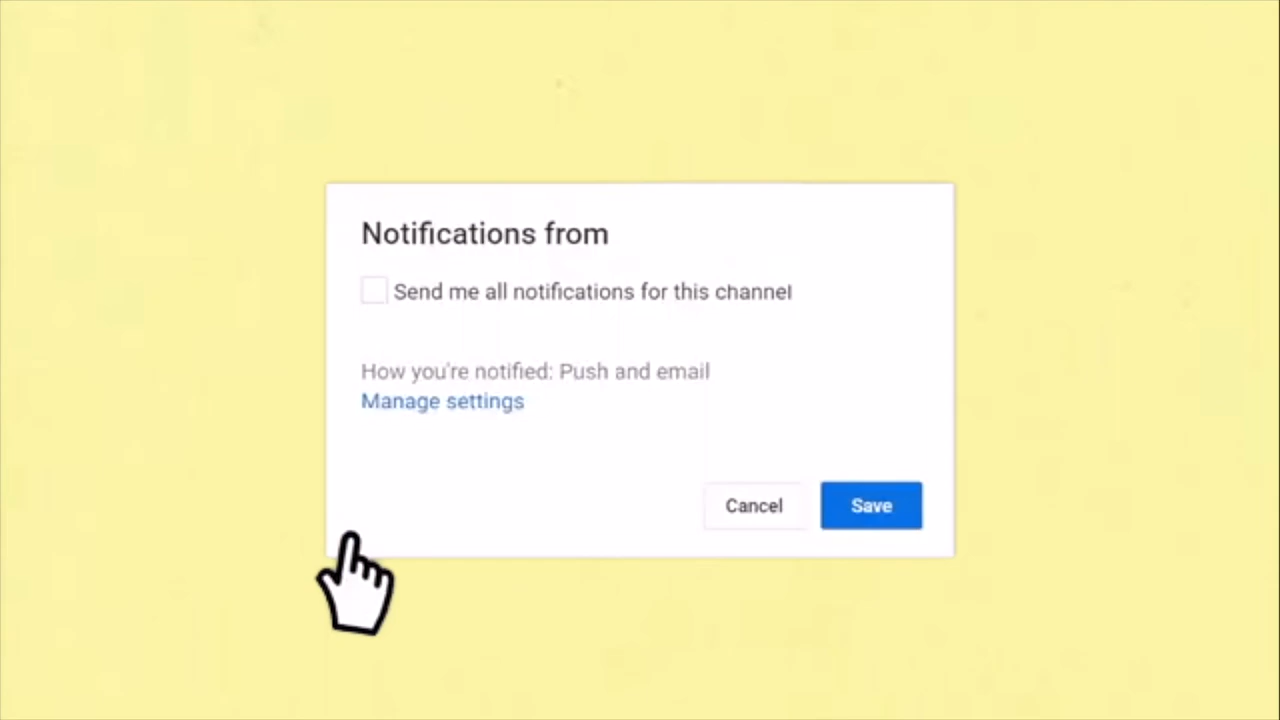 Notifications from
Send me all notifications for this channel
How you're notified: Push and email
Manage settings
Cancel Save